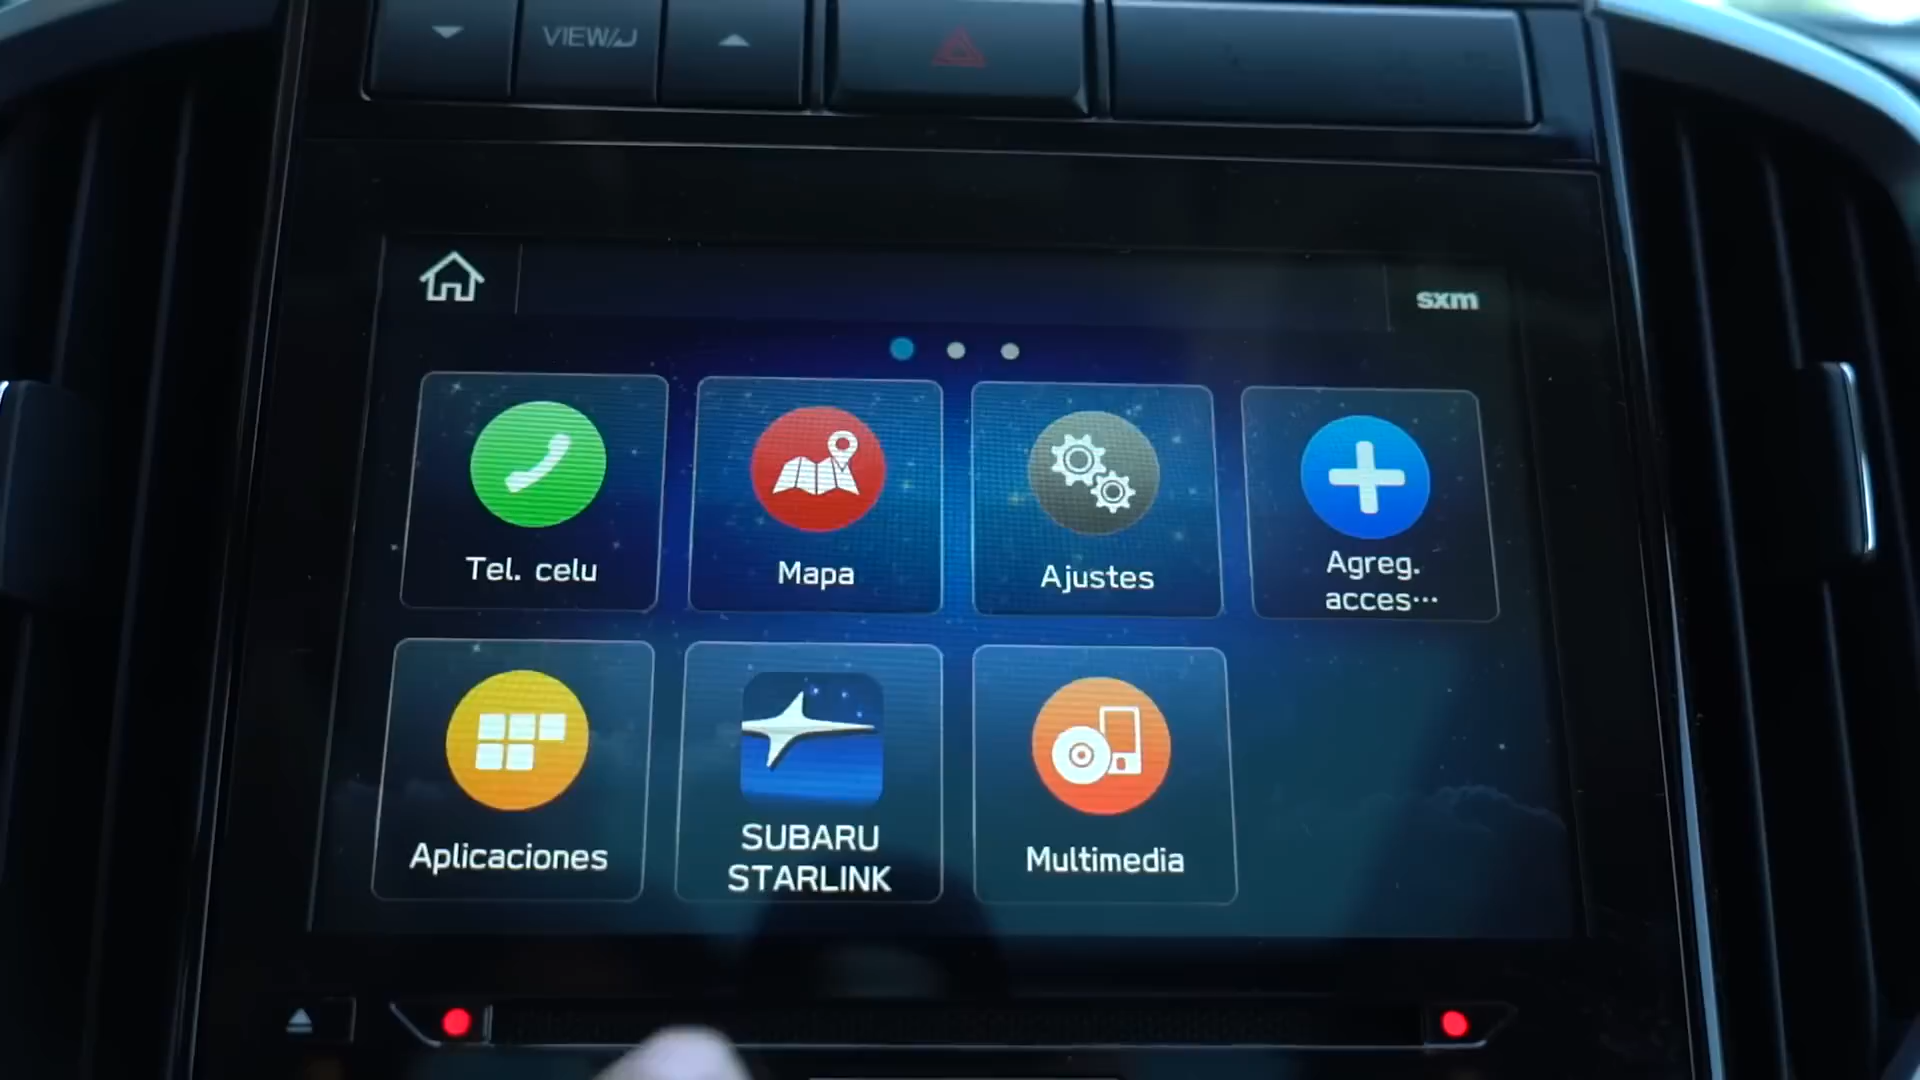 VIEW/
sxm
Tel. celu
Mapa
Ajustes
Agreg.
acces…
Aplicaciones
SUBARU
STARLINK
Multimedia